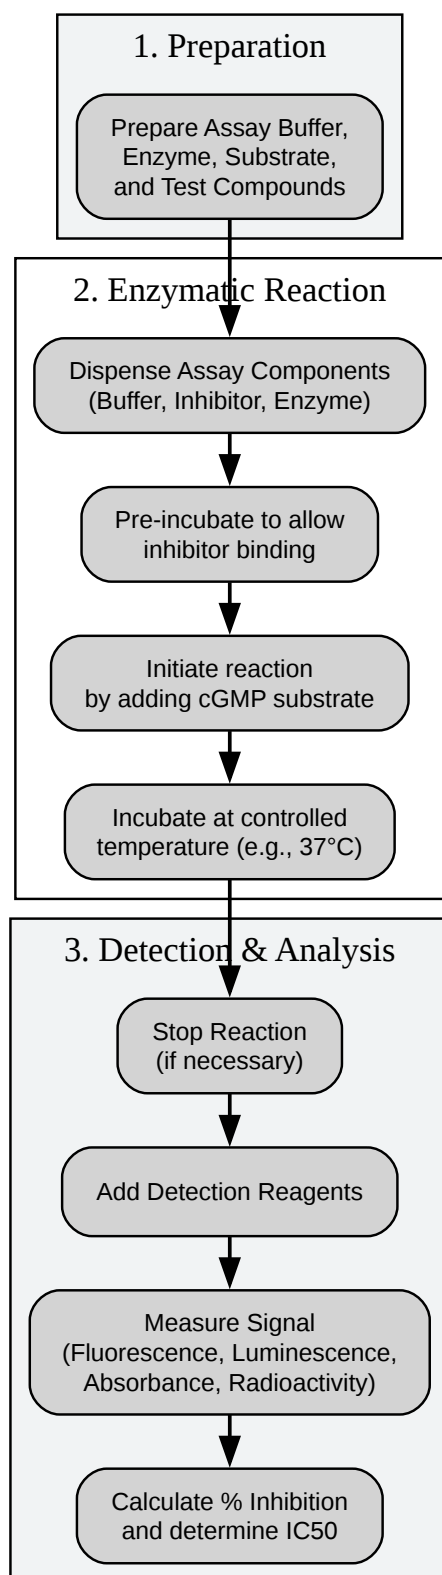 1. Preparation
Prepare Assay Buffer,
Enzyme, Substrate,
and Test Compounds
2. Enzymatic Reaction
Dispense Assay Components
(Buffer, Inhibitor, Enzyme)
Pre-incubate to allow
inhibitor binding
Initiate reaction
by adding cGMP substrate
Incubate at controlled
temperature (e.g., 37°C)
3. Detection & Analysis
Stop Reaction
(if necessary)
Add Detection Reagents
Measure Signal
(Fluorescence, Luminescence,
Absorbance, Radioactivity)
Calculate % Inhibition
and determine IC50